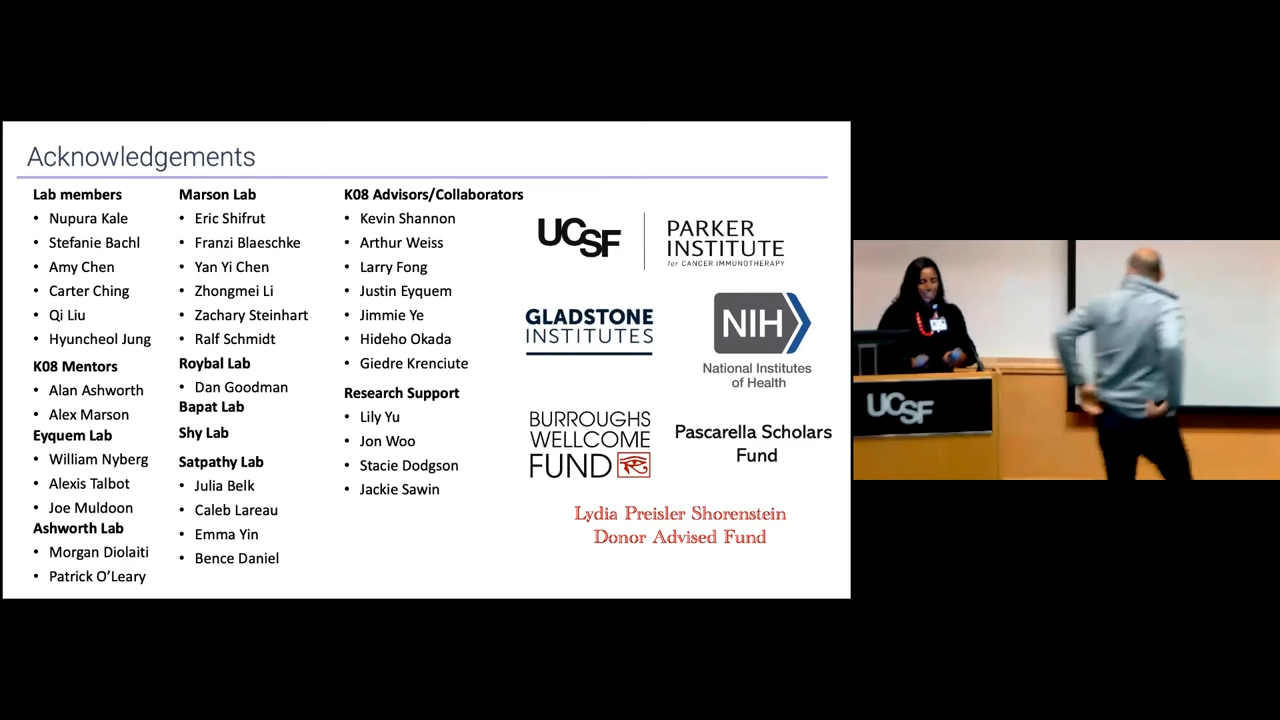 Acknowledgements
Lab members
• Nupura Kale
• Stefanie Bachl
• Amy Chen
• Carter Ching
• Qi Liu
• Hyuncheol Jung
K08 Mentors
• Alan Ashworth
• Alex Marson
Eyquem Lab
• William Nyberg
• Alexis Talbot
• Joe Muldoon
Ashworth Lab
• Morgan Diolaiti
• Patrick O’Leary
Marson Lab
• Eric Shifrut
• Franzi Blaeschke
• Yan Yi Chen
• Zhongmei Li
• Zachary Steinhart
• Ralf Schmidt
Roybal Lab
• Dan Goodman
Bapat Lab
Shy Lab
Satpathy Lab
• Julia Belk
• Caleb Lareau
• Emma Yin
• Bence Daniel
K08 Advisors/Collaborators
• Kevin Shannon
• Arthur Weiss
• Larry Fong
• Justin Eyquem
• Jimmie Ye
• Hideho Okada
• Giedre Krenciute
Research Support
• Lily Yu
• Jon Woo
• Stacie Dodgson
• Jackie Sawin
UCSF
PARKER
INSTITUTE
for CANCER IMMUNOTHERAPY
GLADSTONE
INSTITUTES
NIH
National Institutes
of Health
BURROUGHS
WELLCOME
FUND
Pascarella Scholars
Fund
Lydia Preisler Shorenstein
Donor Advised Fund
UCSF